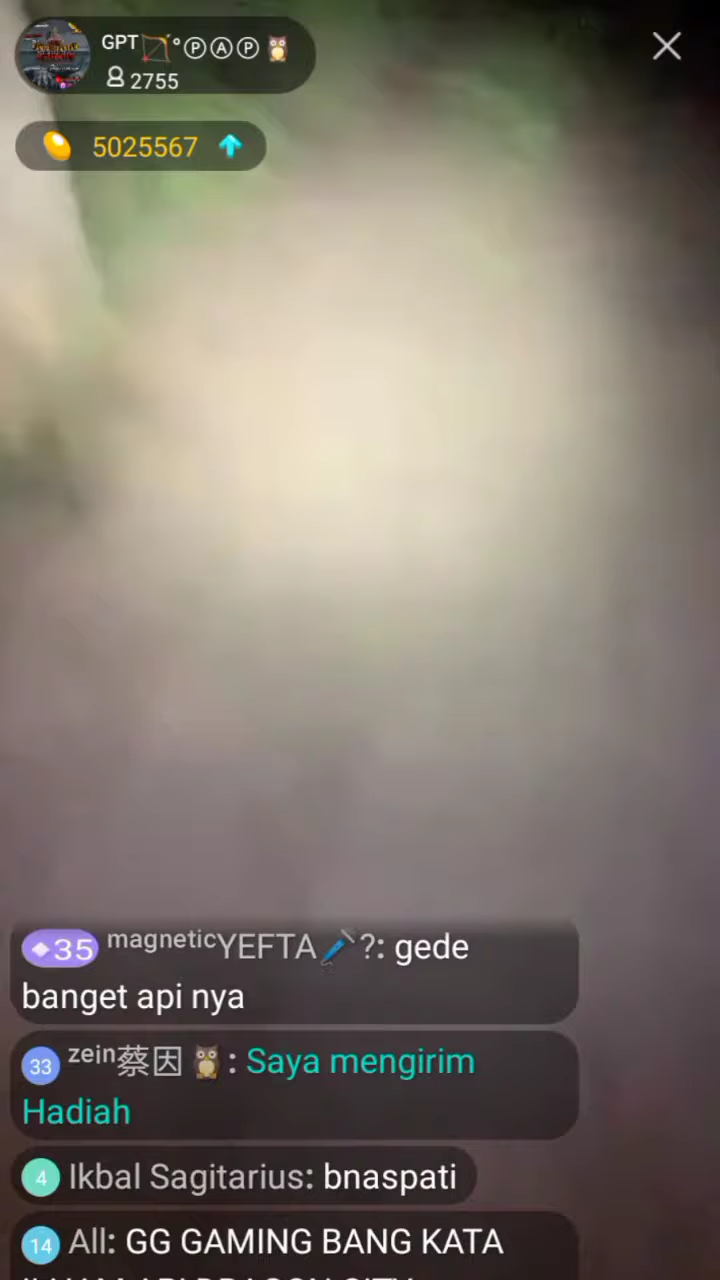 GPT🏹°ⓅⒶⓅ🦉
2755
5025567
35 magneticYEFTA🎤?: gede
banget api nya
33 zein蔡因🦉: Saya mengirim
Hadiah
4 Ikbal Sagitarius: bnaspati
14 All: GG GAMING BANG KATA